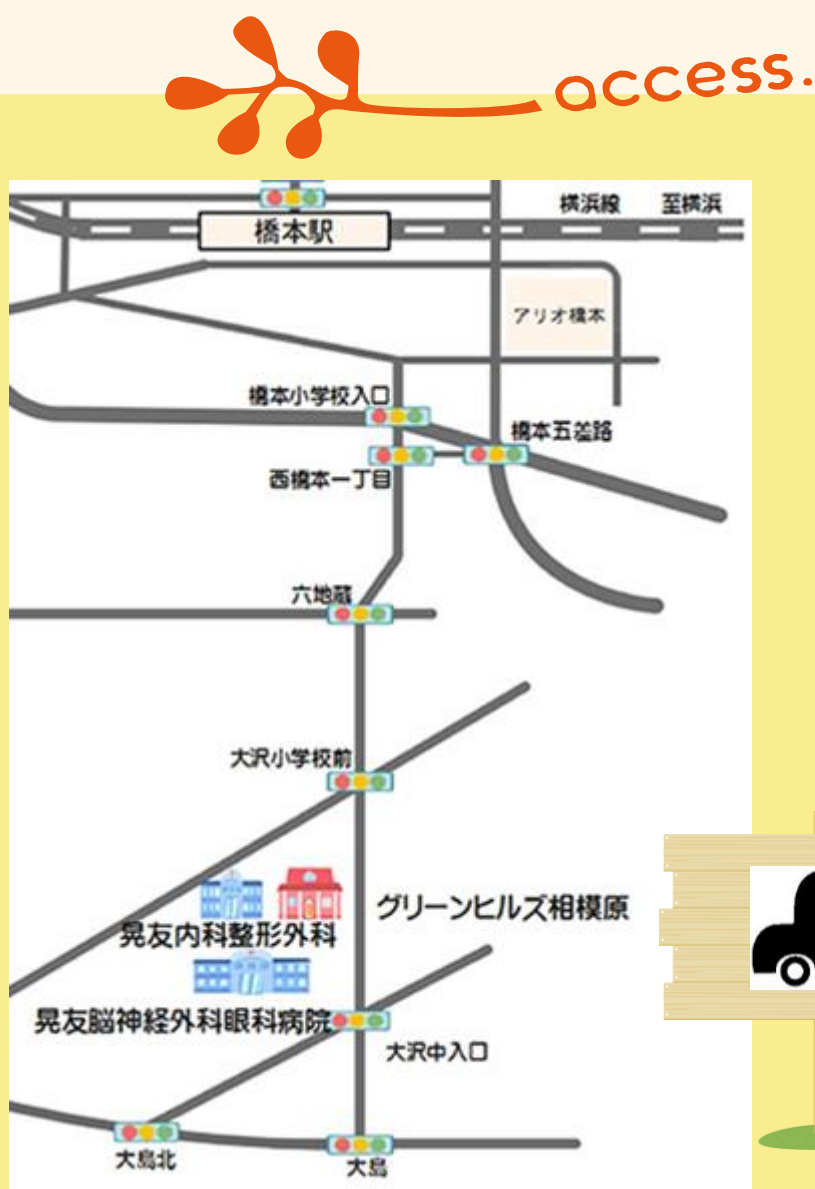 access.
横浜線
至横浜
橋本駅
アリオ橋本
橋本小学校入口
橋本五差路
西橋本一丁目
六地蔵
大沢小学校前
グリーンヒルズ相模原
晃友内科整形外科
晃友脳神経外科眼科病院
大沢中入口
大島北
大島